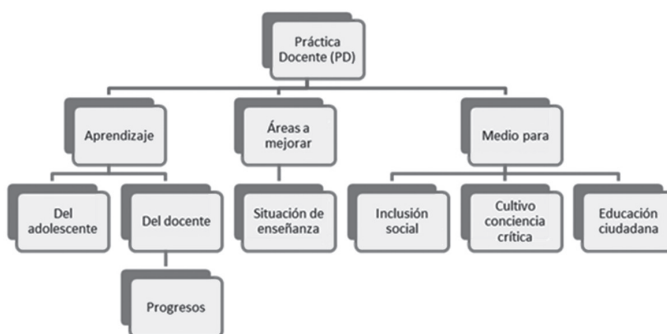 Práctica
Docente (PD)
Aprendizaje
Áreas a
mejorar
Medio para
Del
adolescente
Del docente
Situación de
enseñanza
Inclusión
social
Cultivo
conciencia
crítica
Educación
ciudadana
Progresos